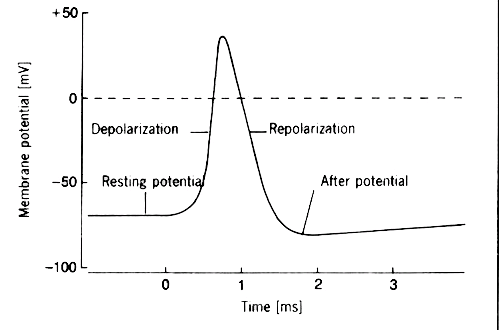 +50
0
-50
-100
Membrane potential [mV]
Depolarization
Repolarization
Resting potential
After potential
0
1
2
3
Time [ms]